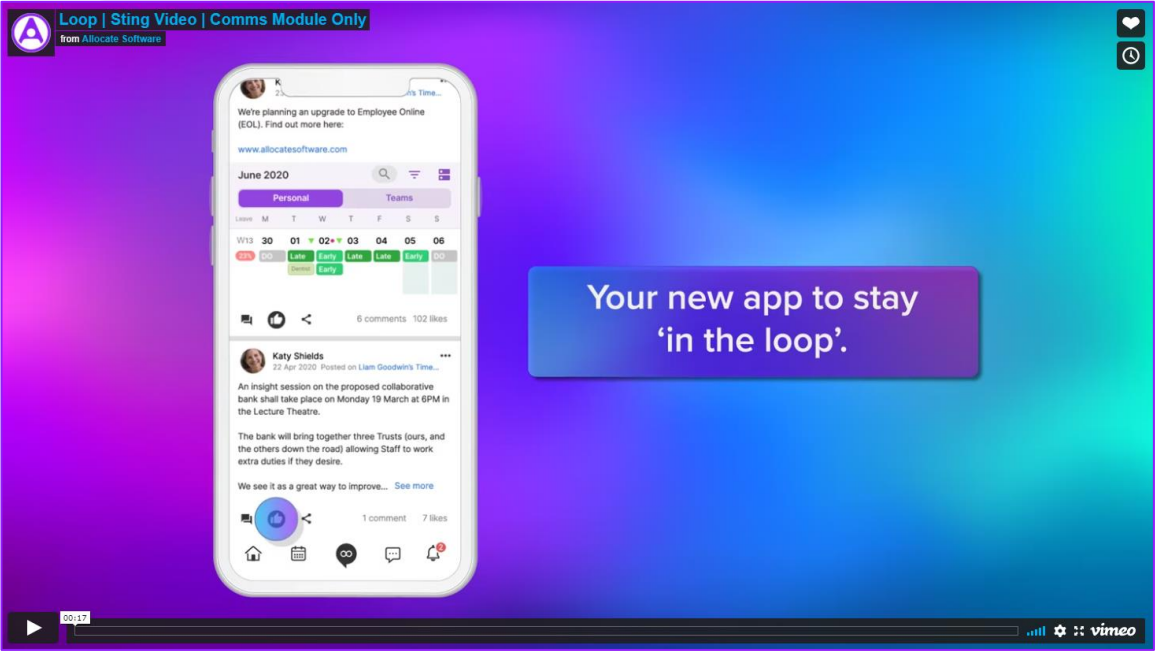 Loop | Sting Video | Comms Module Only
from Allocate Software
K
23
n's Time...
We're planning an upgrade to Employee Online
(EOL). Find out more here:
www.allocatesoftware.com
June 2020
Personal Teams
Leave M T W T F S S
W13 30 01 02 03 04 05 06
23% DO Late Early Late Late Early DO
Early
6 comments 102 likes
Katy Shields
22 Apr 2020 Posted on Liam Goodwin's Time...
An insight session on the proposed collaborative
bank shall take place on Monday 19 March at 6PM in
the Lecture Theatre.
The bank will bring together three Trusts (ours, and
the others down the road) allowing Staff to work
extra duties if they desire.
We see it as a great way to improve... See more
1 comment 7 likes
2
Your new app to stay
‘in the loop’.
00:17
vimeo